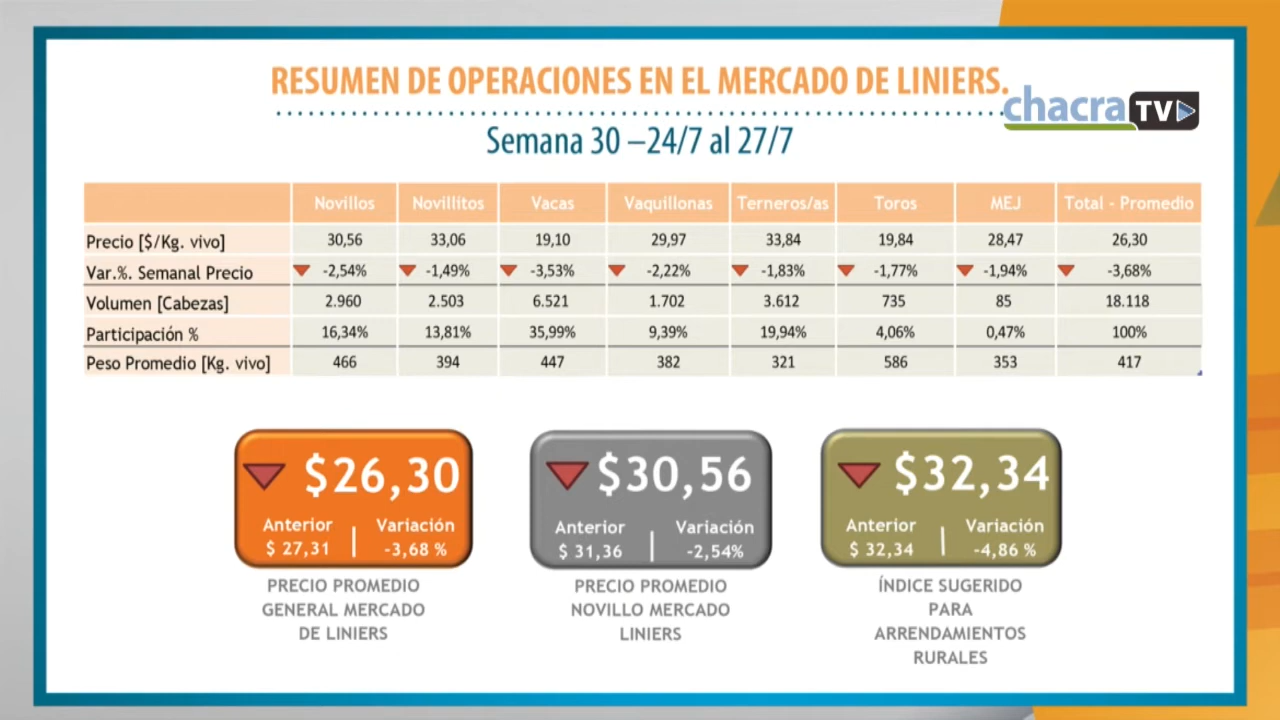 RESUMEN DE OPERACIONES EN EL MERCADO DE LINIERS.
chacra TV
Semana 30 –24/7 al 27/7
Novillos Novillitos Vacas Vaquillonas Terneros/as Toros MEJ Total - Promedio
Precio [$/Kg. vivo] 30,56 33,06 19,10 29,97 33,84 19,84 28,47 26,30
Var.%. Semanal Precio -2,54% -1,49% -3,53% -2,22% -1,83% -1,77% -1,94% -3,68%
Volumen [Cabezas] 2.960 2.503 6.521 1.702 3.612 735 85 18.118
Participación % 16,34% 13,81% 35,99% 9,39% 19,94% 4,06% 0,47% 100%
Peso Promedio [Kg. vivo] 466 394 447 382 321 586 353 417
$26,30
Anterior | Variación
$ 27,31 -3,68 %
PRECIO PROMEDIO
GENERAL MERCADO
DE LINIERS
$30,56
Anterior | Variación
$ 31,36 -2,54%
PRECIO PROMEDIO
NOVILLO MERCADO
LINIERS
$32,34
Anterior | Variación
$ 32,34 -4,86 %
ÍNDICE SUGERIDO
PARA
ARRENDAMIENTOS
RURALES